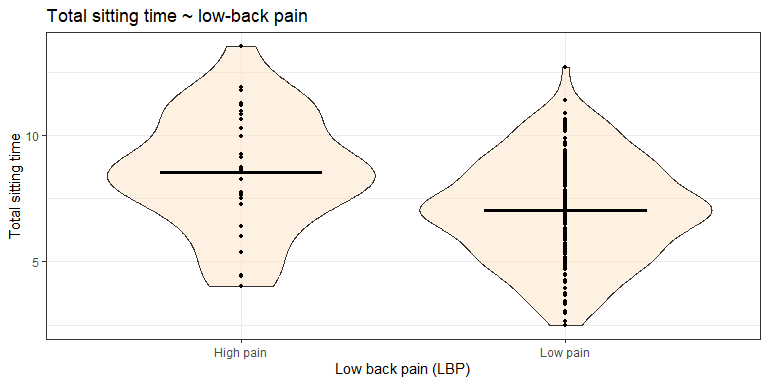 Total sitting time ~ low-back pain
Total sitting time
10
5
High pain
Low pain
Low back pain (LBP)